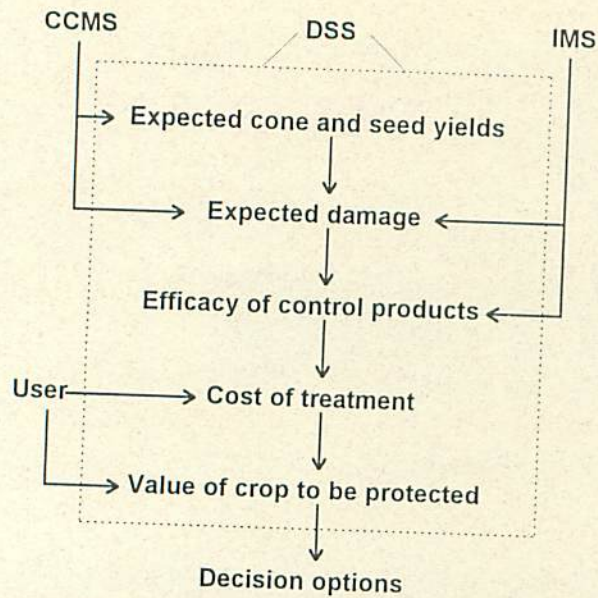 CCMS
DSS
IMS
Expected cone and seed yields
Expected damage
Efficacy of control products
User
Cost of treatment
Value of crop to be protected
Decision options